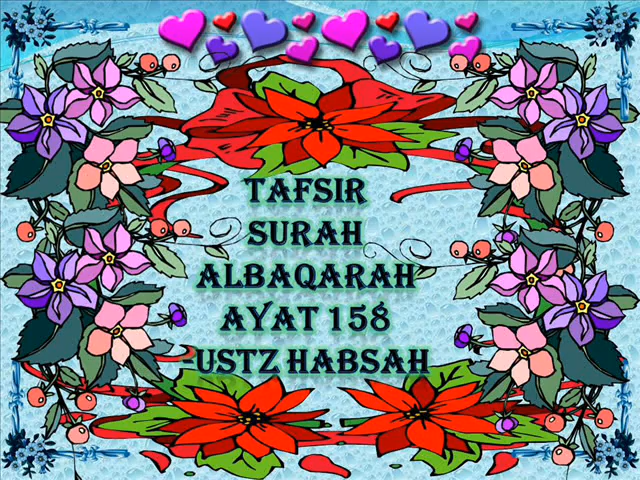 TAFSIR
SURAH
ALBAQARAH
AYAT 158
-USTZ HABSAH